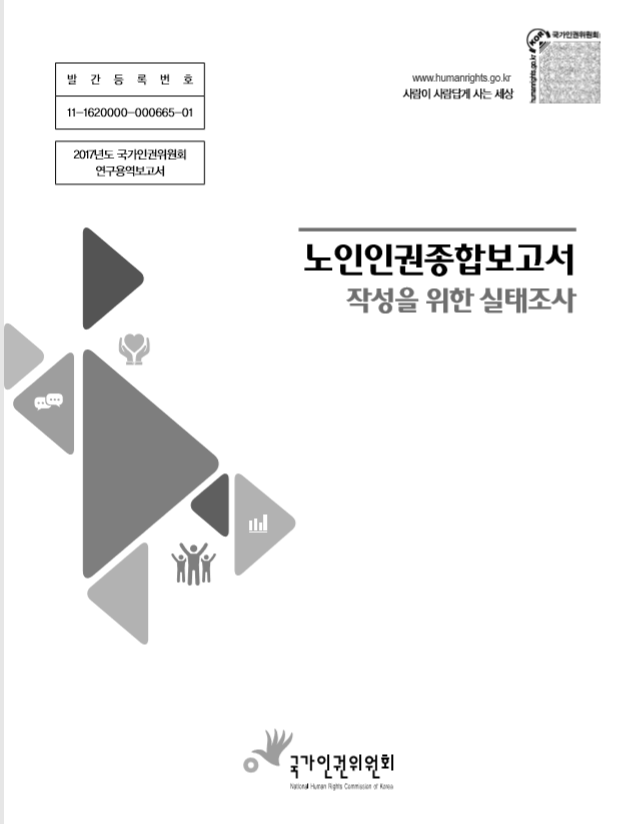 발 간 등 록 번 호
11-1620000-000665-01
2017년도 국가인권위원회
연구용역보고서
www.humanrights.go.kr
사람이 사람답게 사는 세상
KOR
국가인권위원회
humanrights.go.kr
노인인권종합보고서
작성을 위한 실태조사
국가인권위원회
National Human Rights Commission of Korea